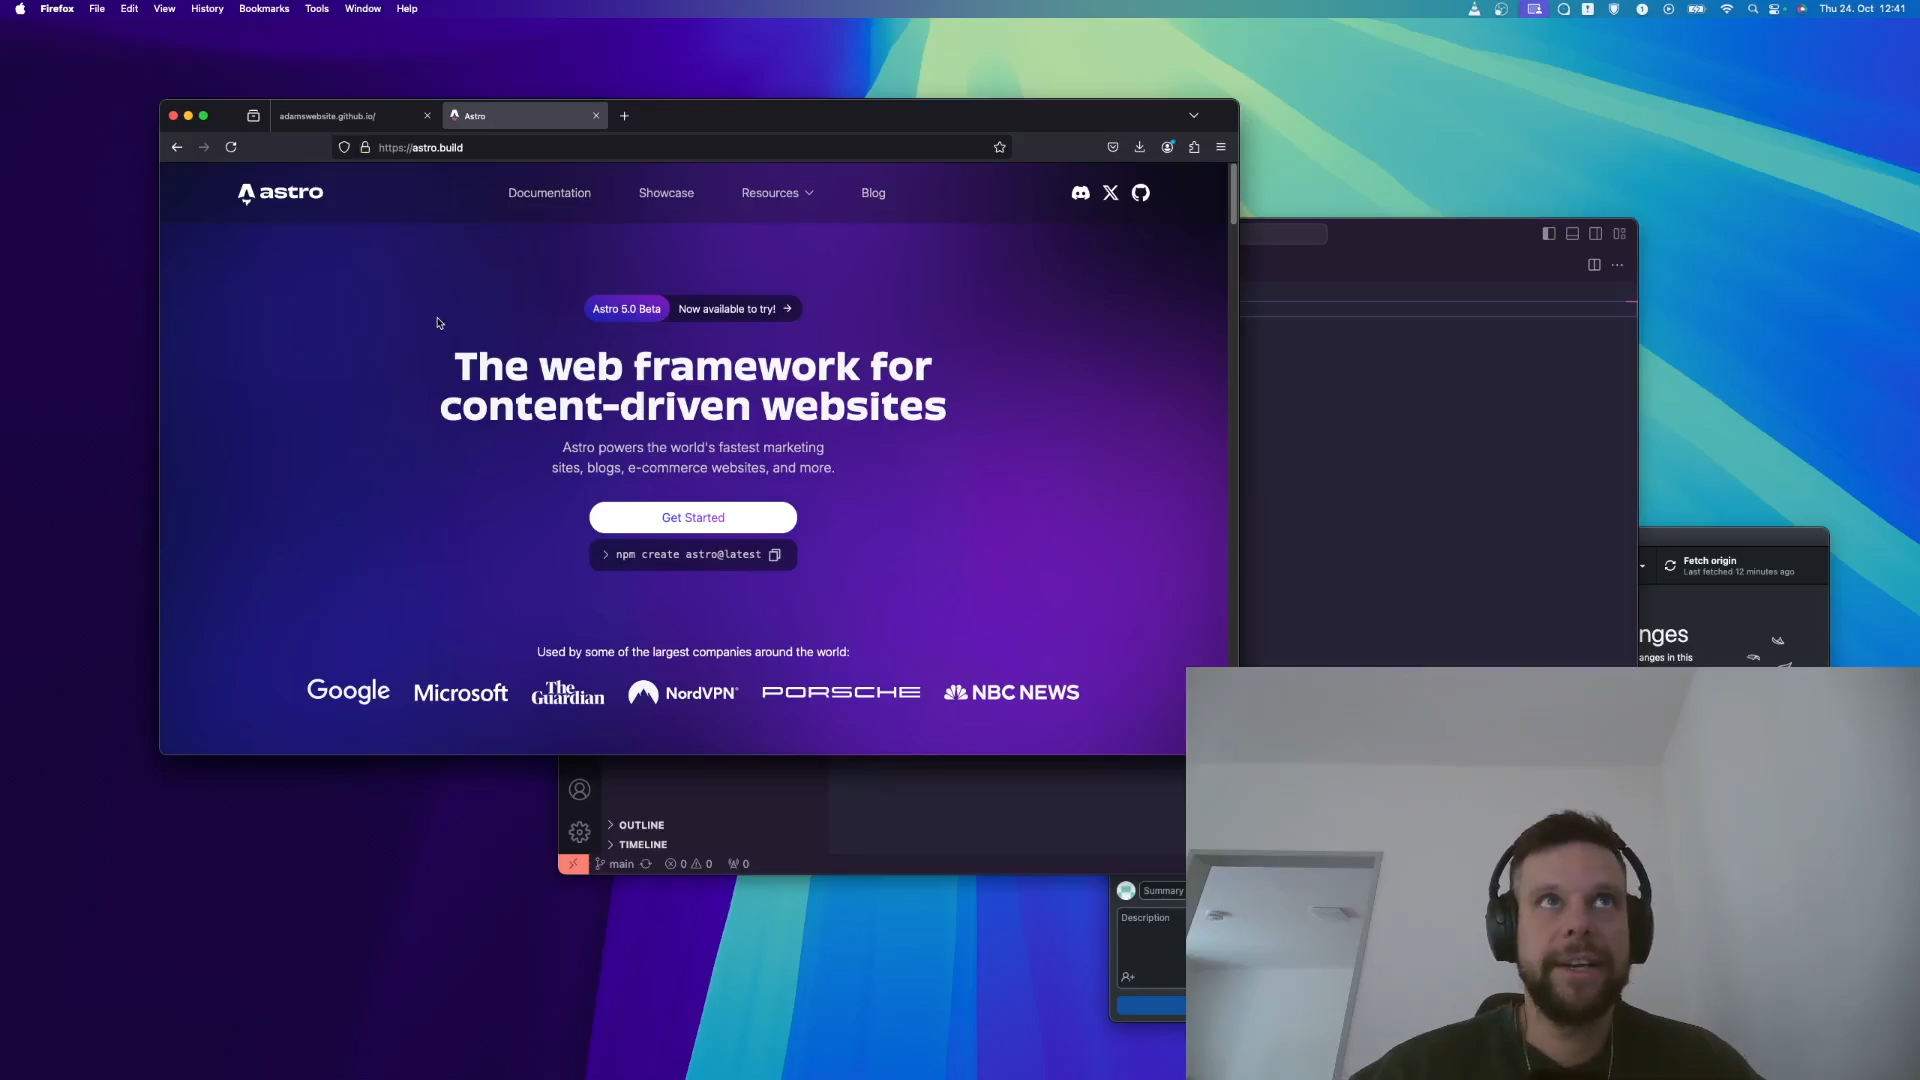 Firefox File Edit View History Bookmarks Tools Window Help
Thu 24. Oct 12:41
adamswebsite.github.io/
Astro
https://astro.build
astro
Documentation
Showcase
Resources
Blog
Astro 5.0 Beta
Now available to try!
The web framework for
content-driven websites
Astro powers the world's fastest marketing
sites, blogs, e-commerce websites, and more.
Get Started
npm create astro@latest
Used by some of the largest companies around the world:
Google
Microsoft
The Guardian
NordVPN
PORSCHE
NBC NEWS
Fetch origin
Last fetched 12 minutes ago
nges
anges in this
OUTLINE
TIMELINE
main
0
0
0
Summary
Description